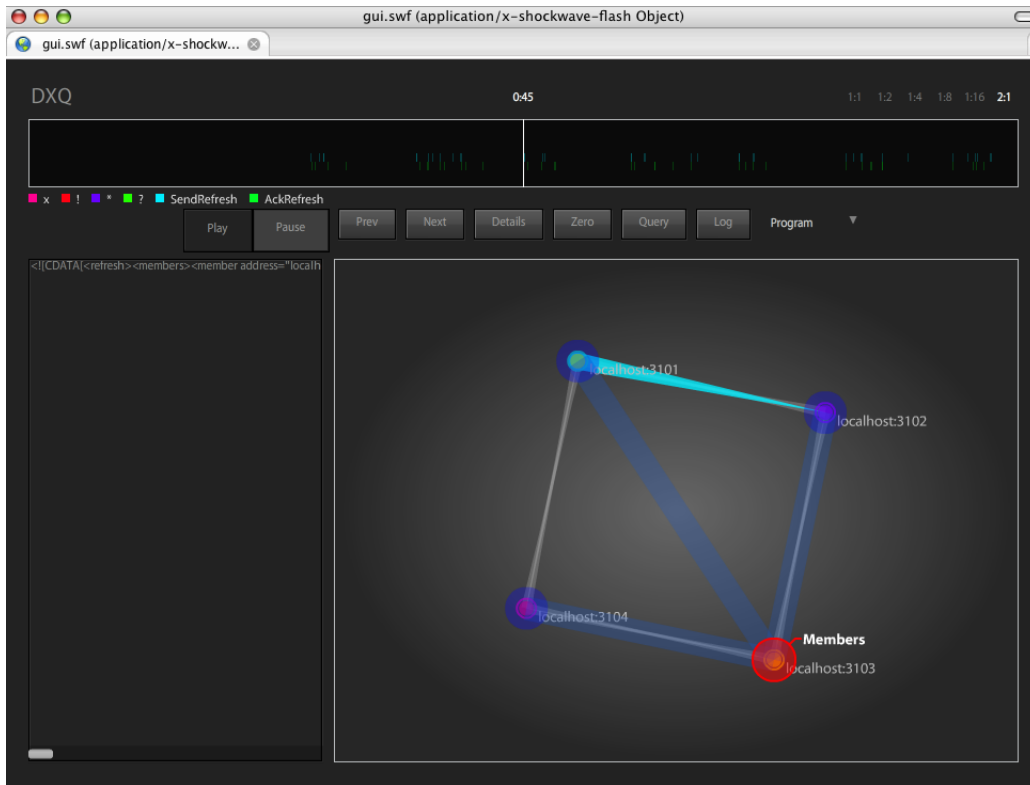 gui.swf (application/x-shockwave-flash Object)
gui.swf (application/x-shockw...
DXQ
0:45
1:1 1:2 1:4 1:8 1:16 2:1
x ! * ? SendRefresh AckRefresh
Play Pause Prev Next Details Zero Query Log Program
<![CDATA[<refresh><members><member address="localh
localhost:3101
localhost:3102
localhost:3104
Members
localhost:3103